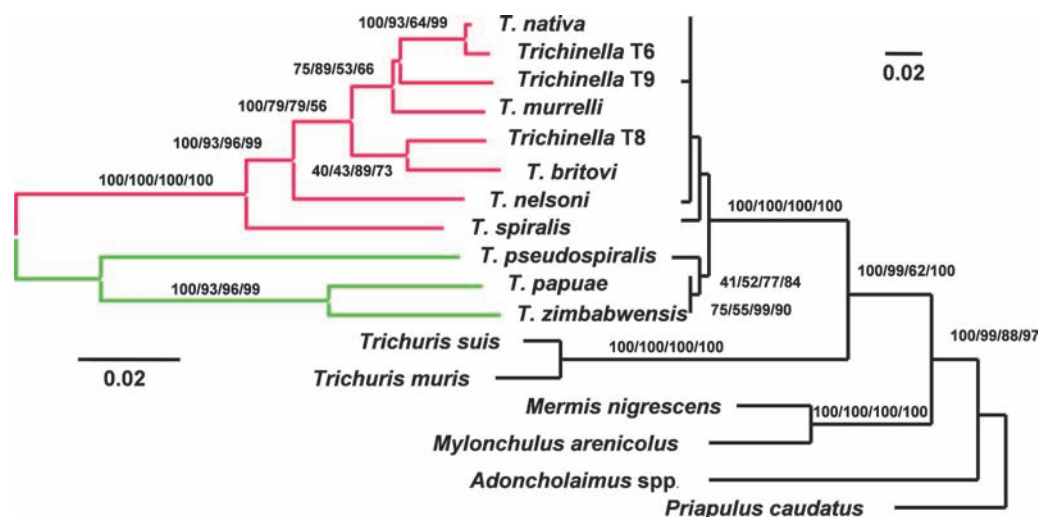 100/93/64/99
T. nativa
Trichinella T6
0.02
75/89/53/66
Trichinella T9
100/79/79/56
T. murrelli
100/93/96/99
Trichinella T8
40/43/89/73
T. britovi
100/100/100/100
T. nelsoni
100/100/100/100
T. spiralis
T. pseudospiralis
100/99/62/100
41/52/77/84
100/93/96/99
T. papuae
75/55/99/90
T. zimbabwensis
100/99/88/97
Trichuris suis
100/100/100/100
0.02
Trichuris muris
Mermis nigrescens
100/100/100/100
Mylonchulus arenicolus
Adoncholaimus spp.
Priapulus caudatus